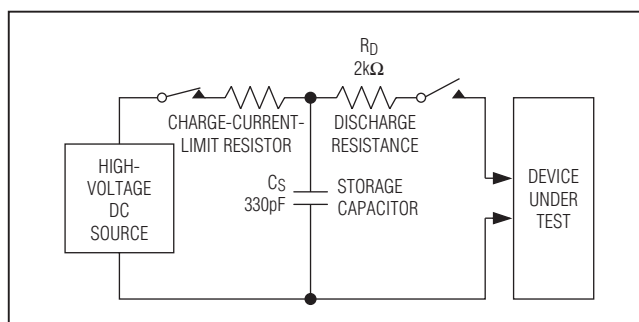 RD
2kΩ
CHARGE-CURRENT-
LIMIT RESISTOR
DISCHARGE
RESISTANCE
HIGH-
VOLTAGE
DC
SOURCE
CS
330pF
STORAGE
CAPACITOR
DEVICE
UNDER
TEST